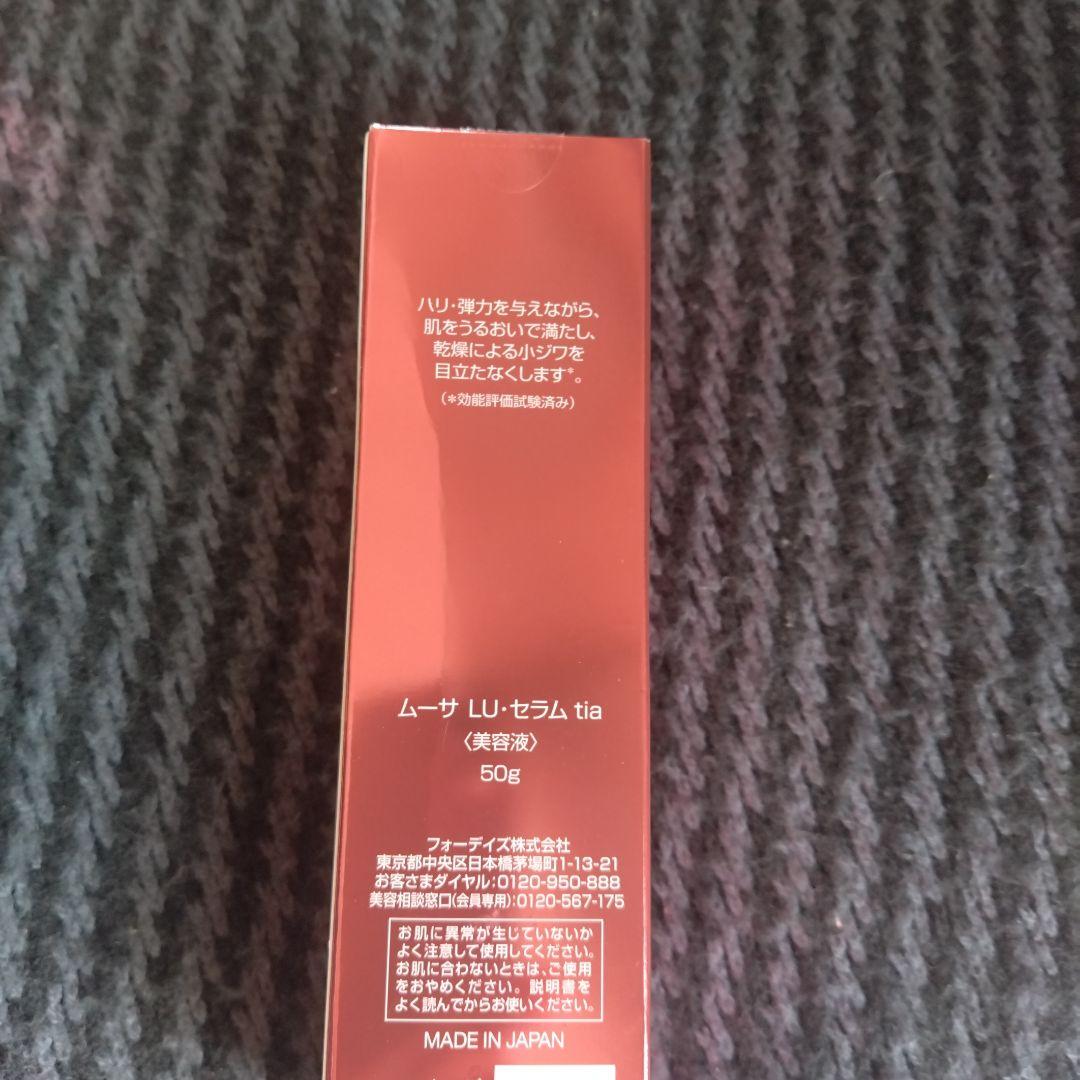 ハリ・弾力を与えながら、
肌をうるおいで満たし、
乾燥による小ジワを
目立たなくします*。
(*効能評価試験済み)
ムーサ LU・セラム tia
〈美容液〉
50g
フォーデイズ株式会社
東京都中央区日本橋茅場町1-13-21
お客さまダイヤル:0120-950-888
美容相談窓口(会員専用):0120-567-175
お肌に異常が生じていないか
よく注意して使用してください。
お肌に合わないときは、ご使用
をおやめください。説明書を
よく読んでからお使いください。
MADE IN JAPAN